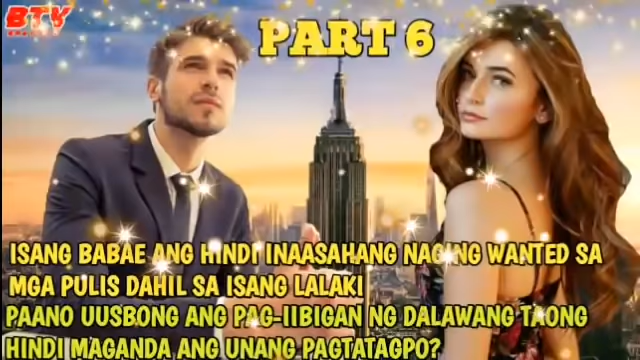 BTV
PART 6
ISANG BABAE ANG HINDI INAASAHANG NAGING WANTED SA
MGA PULIS DAHIL SA ISANG LALAKI
PAANO UUSBONG ANG PAG-IIBIGAN NG DALAWANG TAONG
HINDI MAGANDA ANG UNANG PAGTATAGPO?